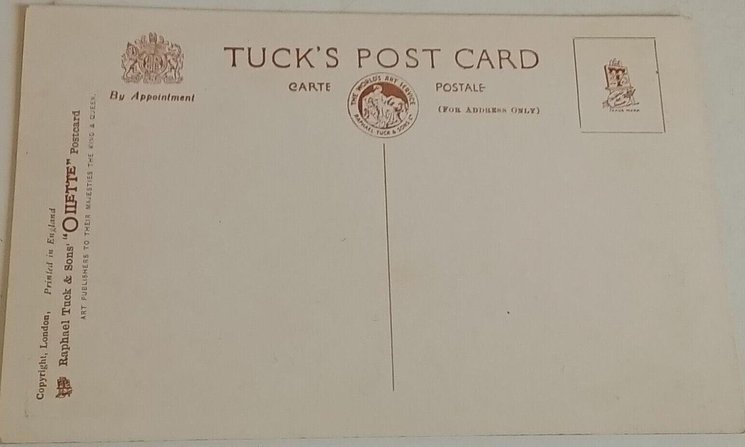 TUCK'S POST CARD
By Appointment
CARTE POSTALE
(FOR ADDRESS ONLY)
THE WORLD'S ART SERVICE
RAPHAEL TUCK & SONS LTD
TRADE MARK
Copyright, London, Printed in England
Raphael Tuck & Sons' "OILETTE" Postcard
ART PUBLISHERS TO THEIR MAJESTIES THE KING & QUEEN.